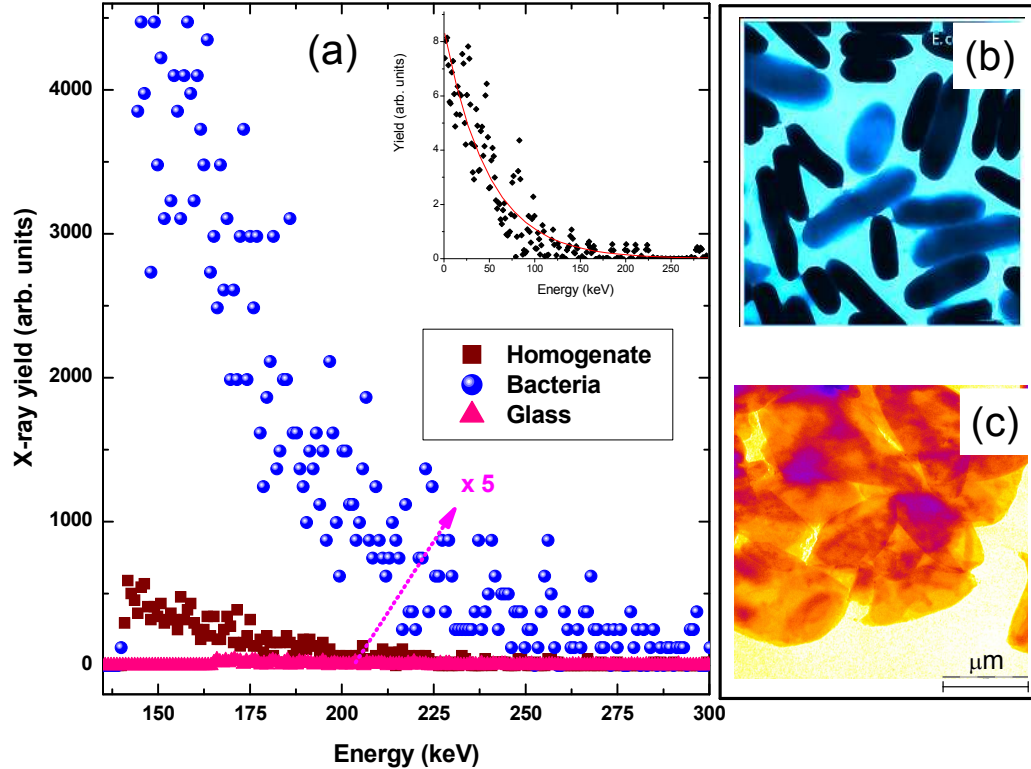 (a)
X-ray yield (arb. units)
4000
3000
2000
1000
0
150
175
200
225
250
275
300
Energy (keV)
Yield (arb. units)
8
6
4
2
0
0
50
100
150
200
250
Energy (keV)
Homogenate
Bacteria
Glass
x 5
(b)
(c)
μm